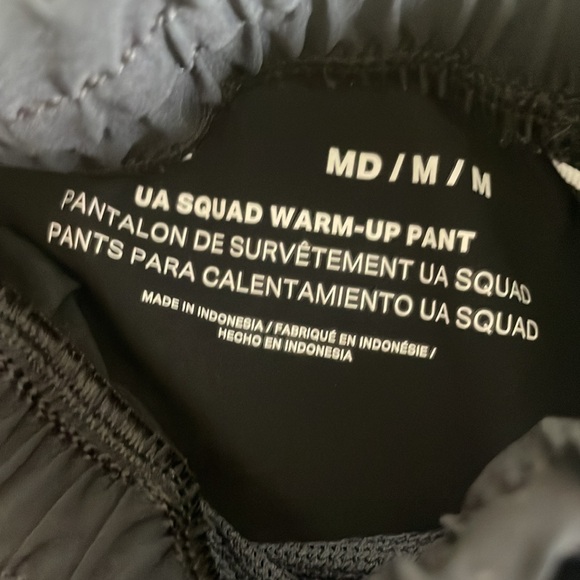 MD / M / M
UA SQUAD WARM-UP PANT
PANTALON DE SURVÊTEMENT UA SQUAD
PANTS PARA CALENTAMIENTO UA SQUAD
MADE IN INDONESIA / FABRIQUÉ EN INDONÉSIE /
HECHO EN INDONESIA